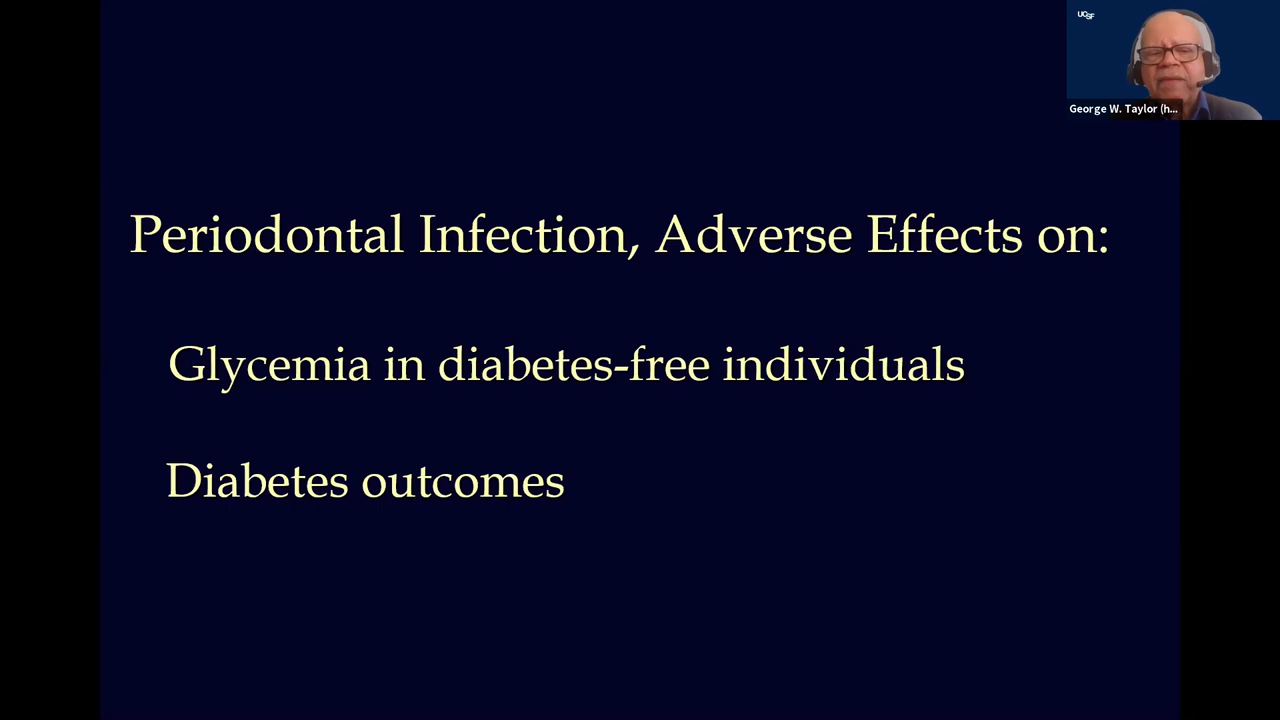 UCSF
George W. Taylor (h...
Periodontal Infection, Adverse Effects on:
Glycemia in diabetes-free individuals
Diabetes outcomes